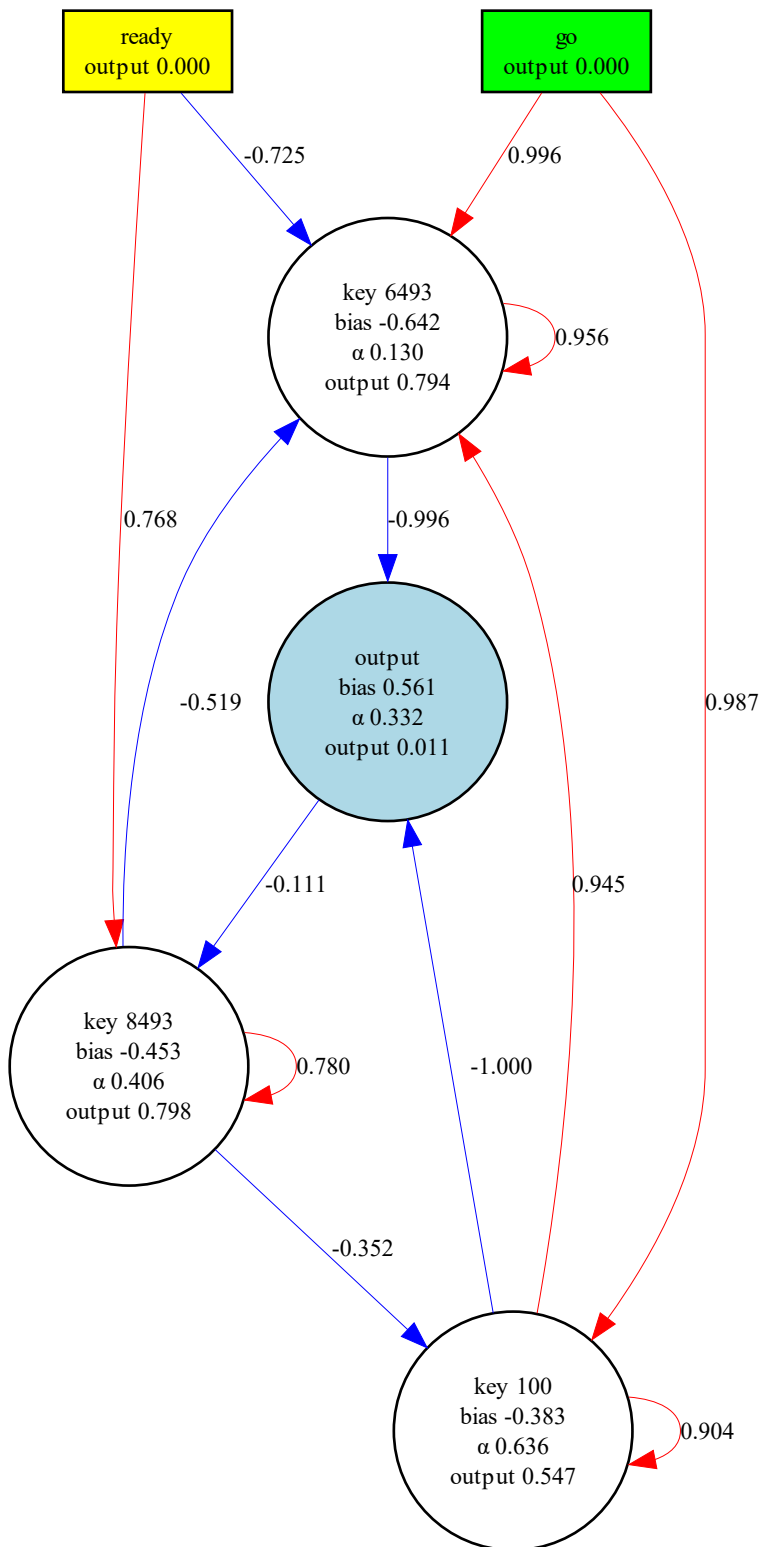 ready
output 0.000
go
output 0.000
-0.725
0.996
key 6493
bias -0.642
α 0.130
output 0.794
0.956
0.768
-0.996
-0.519
output
bias 0.561
α 0.332
output 0.011
0.987
-0.111
0.945
key 8493
bias -0.453
α 0.406
output 0.798
0.780
-1.000
-0.352
key 100
bias -0.383
α 0.636
output 0.547
0.904